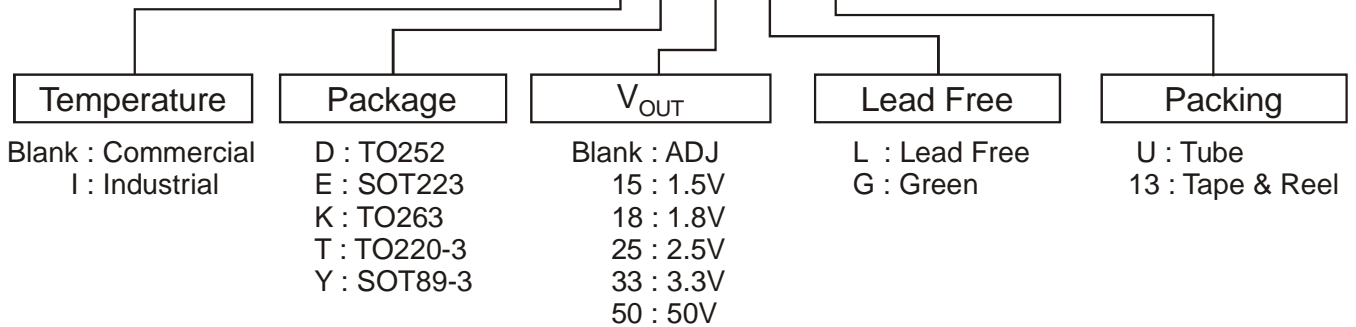 Temperature
Blank : Commercial
I : Industrial
Package
D : TO252
E : SOT223
K : TO263
T : TO220-3
Y : SOT89-3
VOUT
Blank : ADJ
15 : 1.5V
18 : 1.8V
25 : 2.5V
33 : 3.3V
50 : 50V
Lead Free
L : Lead Free
G : Green
Packing
U : Tube
13 : Tape & Reel